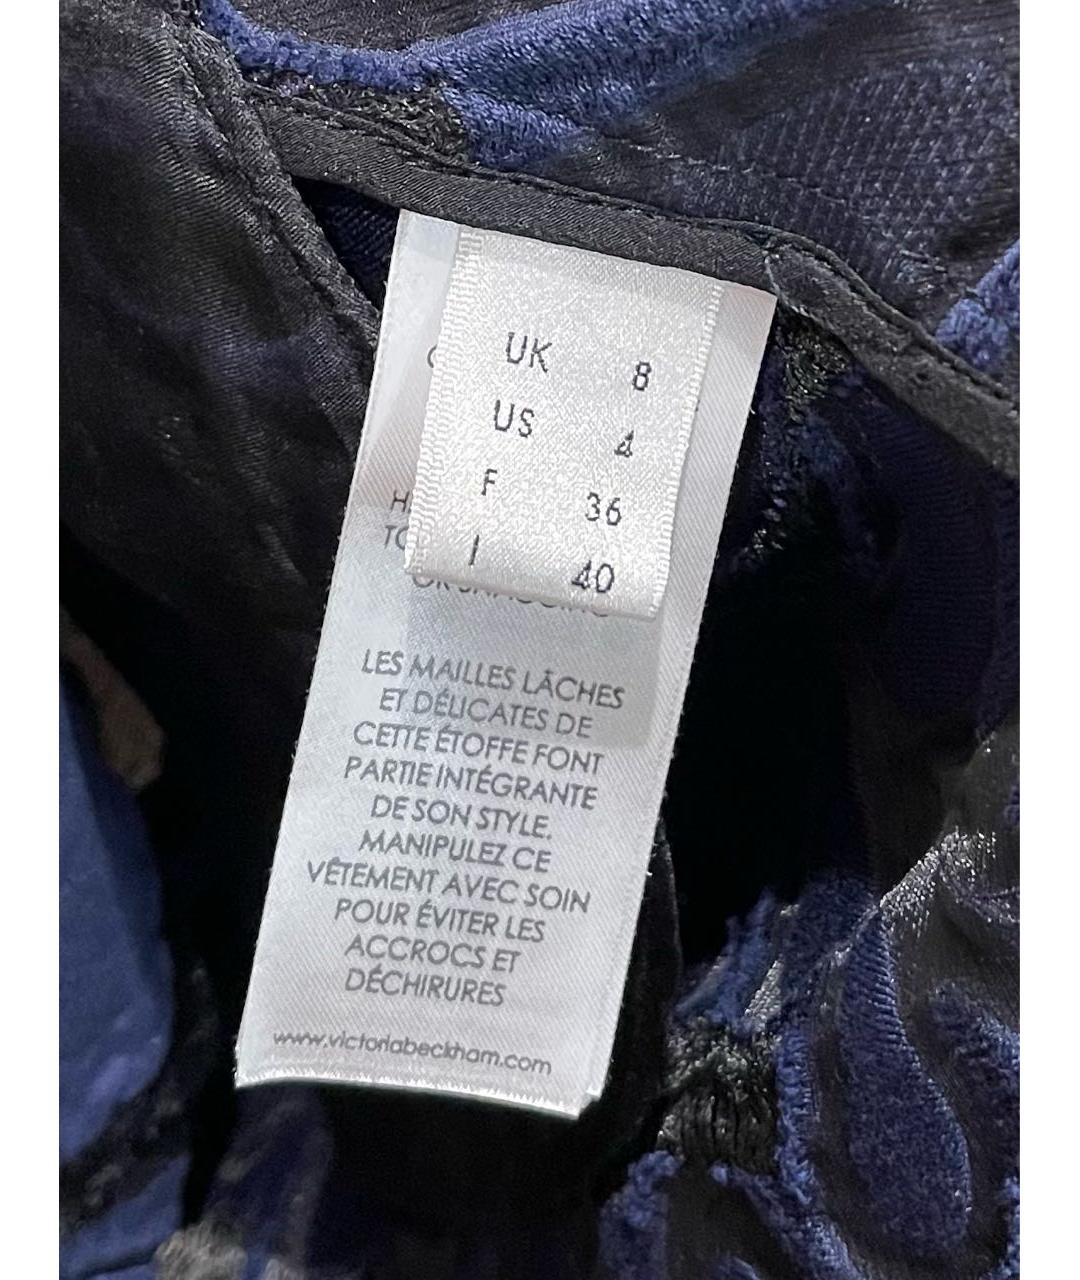 UK 8
US 4
F 36
I 40
LES MAILLES LÂCHES
ET DÉLICATES DE
CETTE ÉTOFFE FONT
PARTIE INTÉGRANTE
DE SON STYLE.
MANIPULEZ CE
VÊTEMENT AVEC SOIN
POUR ÉVITER LES
ACCROCS ET
DÉCHIRURES
www.victoriabeckham.com